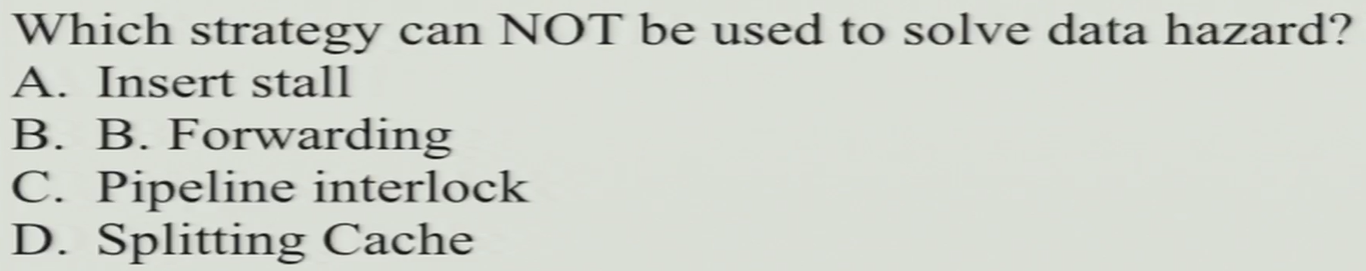 Which strategy can NOT be used to solve data hazard?
A. Insert stall
B. B. Forwarding
C. Pipeline interlock
D. Splitting Cache